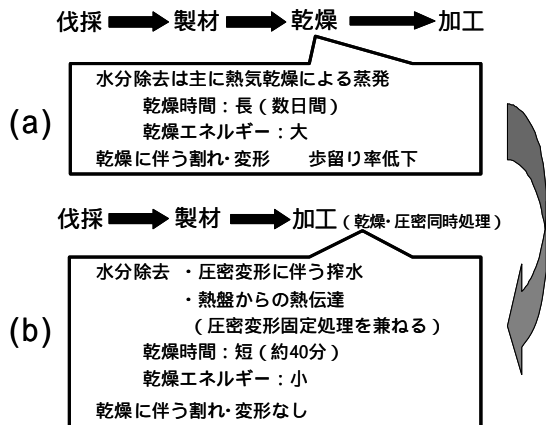 伐採 製材 乾燥 加工
(a)
水分除去は主に熱気乾燥による蒸発
乾燥時間：長（数日間）
乾燥エネルギー：大
乾燥に伴う割れ・変形 歩留り率低下
伐採 製材 加工（乾燥・圧密同時処理）
(b)
水分除去 ・圧密変形に伴う搾水
・熱盤からの熱伝達
（圧密変形固定処理を兼ねる）
乾燥時間：短（約40分）
乾燥エネルギー：小
乾燥に伴う割れ・変形なし